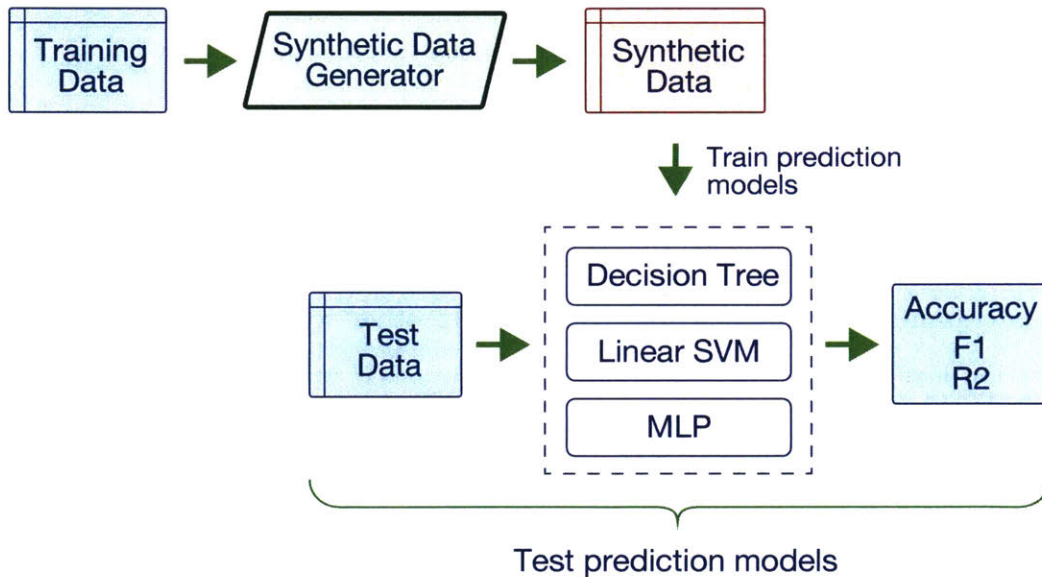 Training
Data
Synthetic Data
Generator
Synthetic
Data
Train prediction
models
Decision Tree
Linear SVM
MLP
Test
Data
Accuracy
F1
R2
Test prediction models